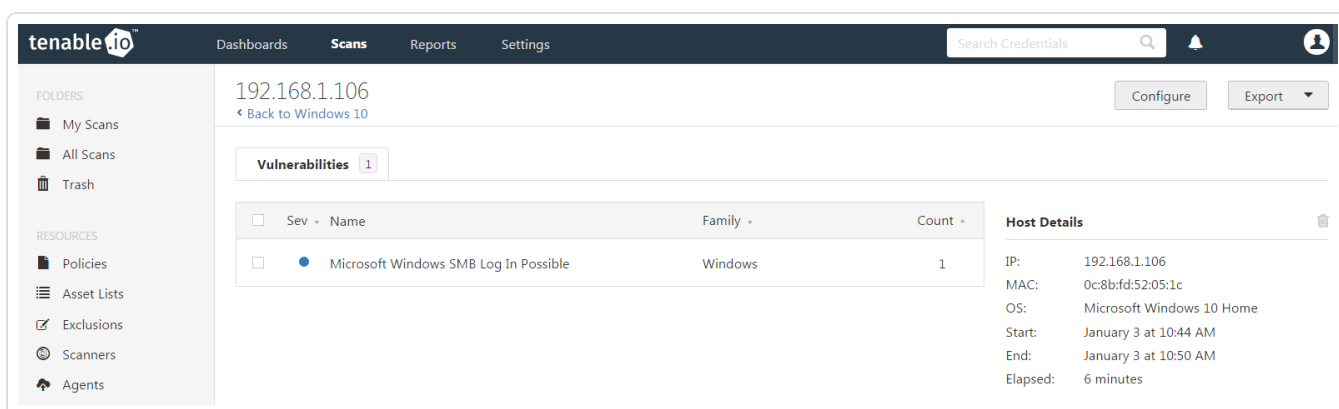 tenable.io™ Dashboards Scans Reports Settings Search Credentials
FOLDERS
My Scans
All Scans
Trash
RESOURCES
Policies
Asset Lists
Exclusions
Scanners
Agents
192.168.1.106
Back to Windows 10
Configure Export
Vulnerabilities 1
Sev Name Family Count
Microsoft Windows SMB Log In Possible Windows 1
Host Details
IP: 192.168.1.106
MAC: 0c:8b:fd:52:05:1c
OS: Microsoft Windows 10 Home
Start: January 3 at 10:44 AM
End: January 3 at 10:50 AM
Elapsed: 6 minutes